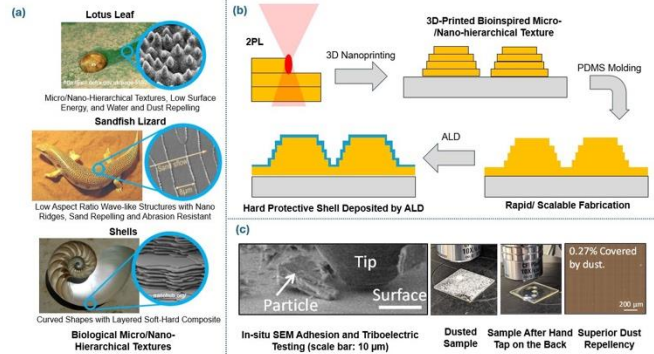 (a)
Lotus Leaf
Micro/Nano-Hierarchical Textures, Low Surface
Energy, and Water and Dust Repelling
Sandfish Lizard
Sand flow
8μm
Low Aspect Ratio Wave-like Structures with Nano
Ridges, Sand Repelling and Abrasion Resistant
Shells
Curved Shapes with Layered Soft-Hard Composite
Biological Micro/Nano-
Hierarchical Textures
(b)
2PL
3D Nanoprinting
3D-Printed Bioinspired Micro-
/Nano-hierarchical Texture
PDMS Molding
Hard Protective Shell Deposited by ALD
ALD
Rapid/ Scalable Fabrication
(c)
Particle
Tip
Surface
In-situ SEM Adhesion and Triboelectric
Testing (scale bar: 10 μm)
Dusted
Sample
Sample After Hand
Tap on the Back
0.27% Covered
by dust.
200 μm
Superior Dust
Repellency